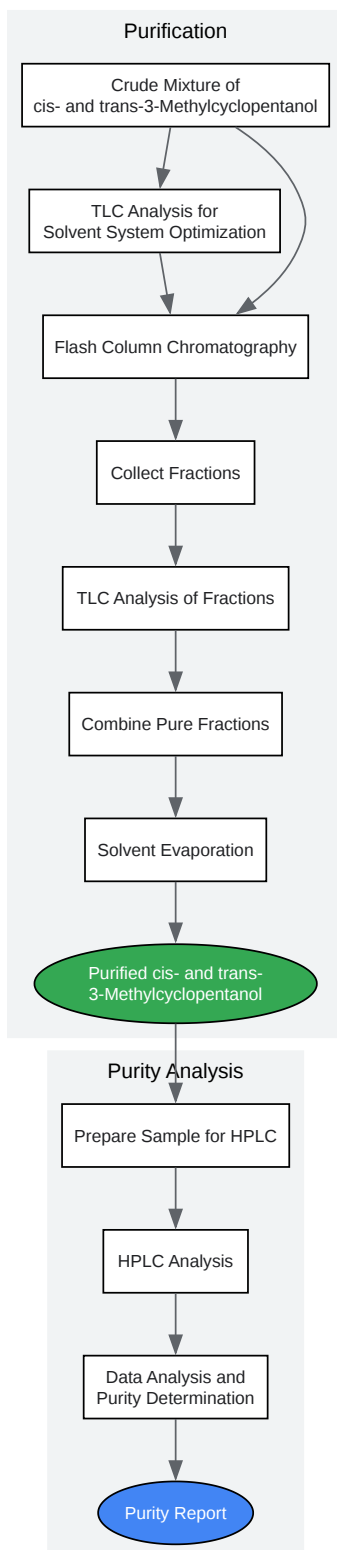 Purification
Crude Mixture of
cis- and trans-3-Methylcyclopentanol
TLC Analysis for
Solvent System Optimization
Flash Column Chromatography
Collect Fractions
TLC Analysis of Fractions
Combine Pure Fractions
Solvent Evaporation
Purified cis- and trans-
3-Methylcyclopentanol
Purity Analysis
Prepare Sample for HPLC
HPLC Analysis
Data Analysis and
Purity Determination
Purity Report